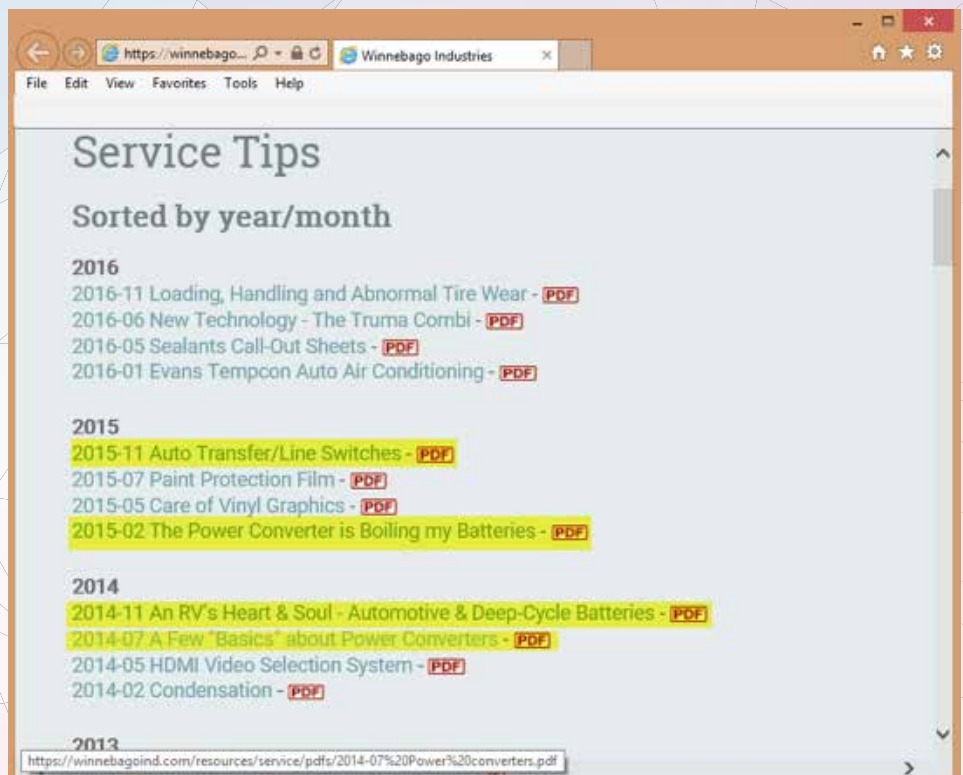 https://winnebago...
Winnebago Industries
File Edit View Favorites Tools Help
Service Tips
Sorted by year/month
2016
2016-11 Loading, Handling and Abnormal Tire Wear - PDF
2016-06 New Technology - The Truma Combi - PDF
2016-05 Sealants Call-Out Sheets - PDF
2016-01 Evans Tempcon Auto Air Conditioning - PDF
2015
2015-11 Auto Transfer/Line Switches - PDF
2015-07 Paint Protection Film - PDF
2015-05 Care of Vinyl Graphics - PDF
2015-02 The Power Converter is Boiling my Batteries - PDF
2014
2014-11 An RV's Heart & Soul - Automotive & Deep-Cycle Batteries - PDF
2014-07 A Few "Basics" about Power Converters - PDF
2014-05 HDMI Video Selection System - PDF
2014-02 Condensation - PDF
2013
https://winnebagoind.com/resources/service/pdfs/2014-07%20Power%20converters.pdf